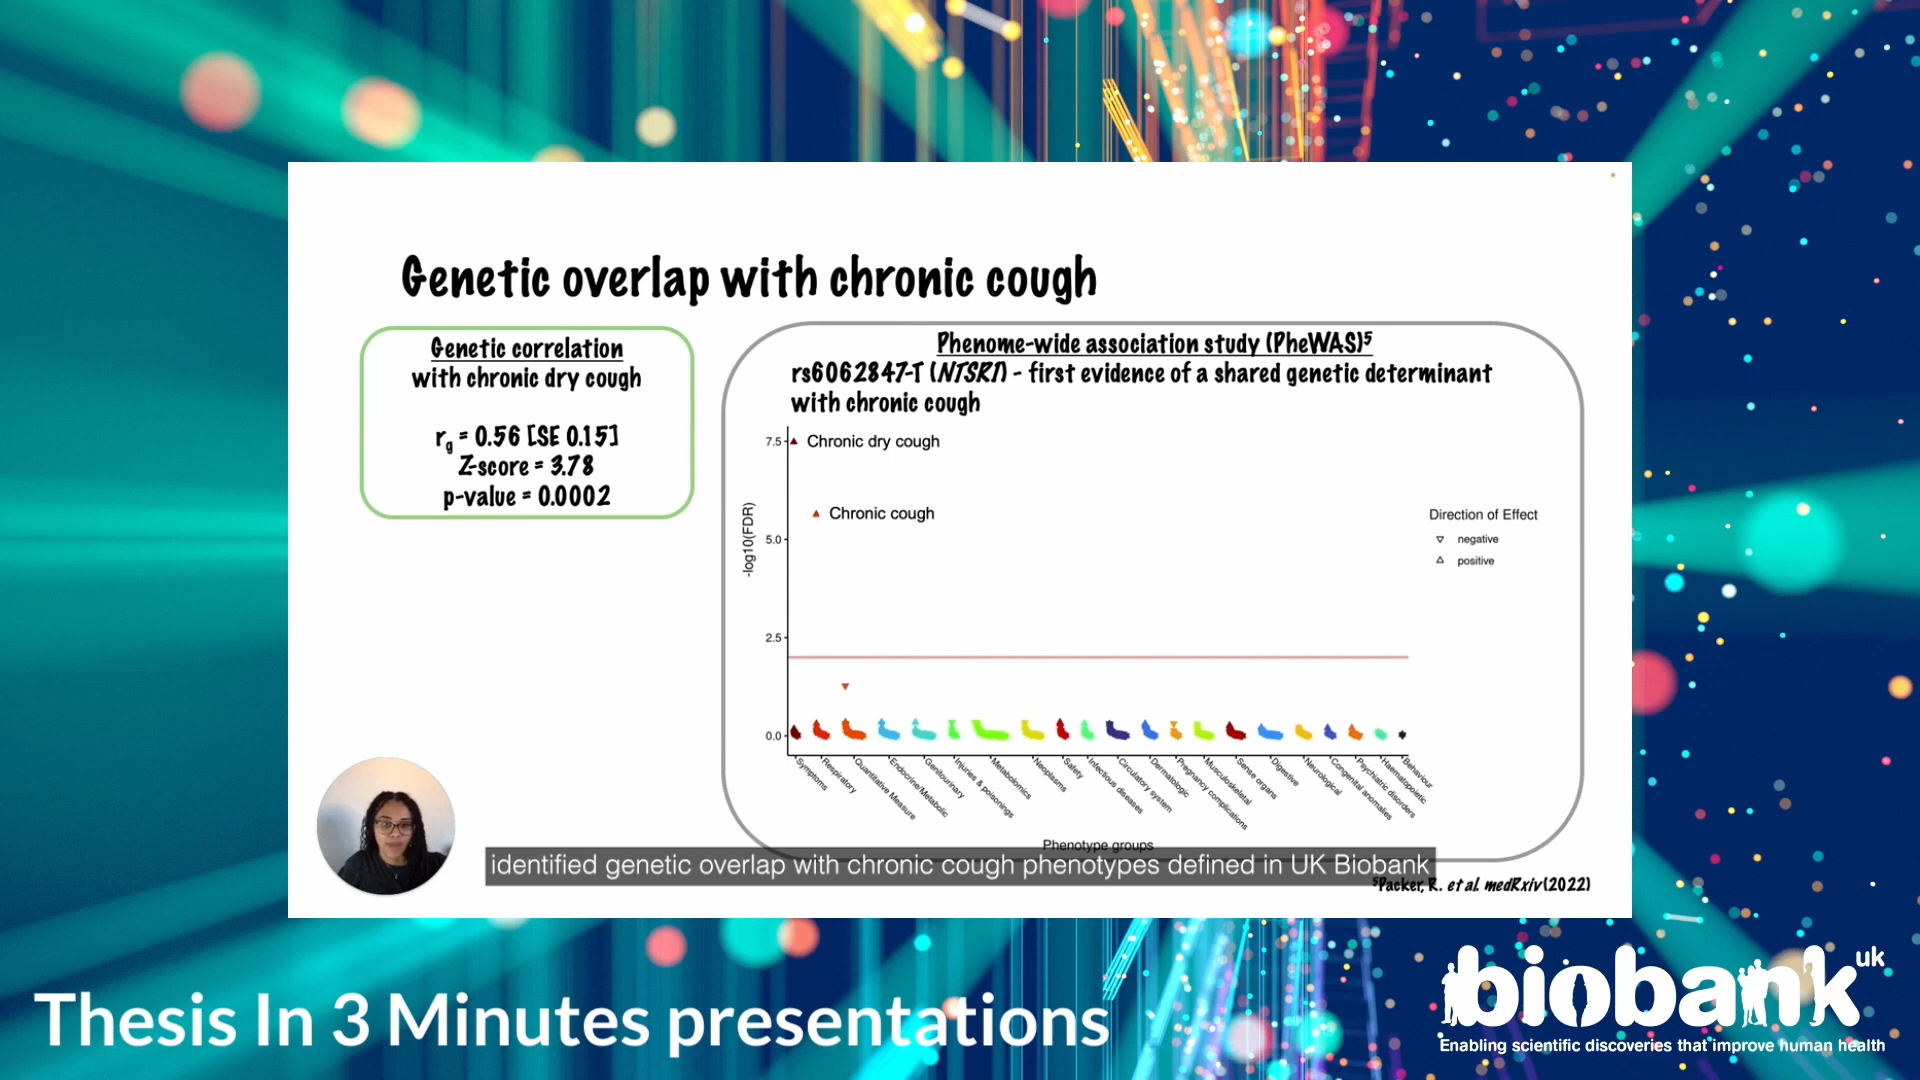 Genetic overlap with chronic cough
Genetic correlation
with chronic dry cough
rg = 0.56 [SE 0.15]
Z-score = 3.78
p-value = 0.0002
Phenome-wide association study (PheWAS)5
rs6062847-T (NTSR1) - first evidence of a shared genetic determinant
with chronic cough
7.5
Chronic dry cough
Chronic cough
-log10(FDR)
5.0
2.5
0.0
Direction of Effect
negative
positive
Symptoms
Respiratory
Quantitative Measure
Endocrine/Metabolic
Genitourinary
Injuries & poisonings
Metabolomics
Neoplasms
Safety
Infectious diseases
Circulatory system
Dermatologic
Pregnancy complications
Musculoskeletal
Sense organs
Digestive
Neurological
Congenital anomalies
Psychiatric disorders
Haematopoietic
Behaviour
Phenotype groups
identified genetic overlap with chronic cough phenotypes defined in UK Biobank
5Packer, R. et al. medRxiv (2022)
Thesis In 3 Minutes presentations
biobank uk
Enabling scientific discoveries that improve human health